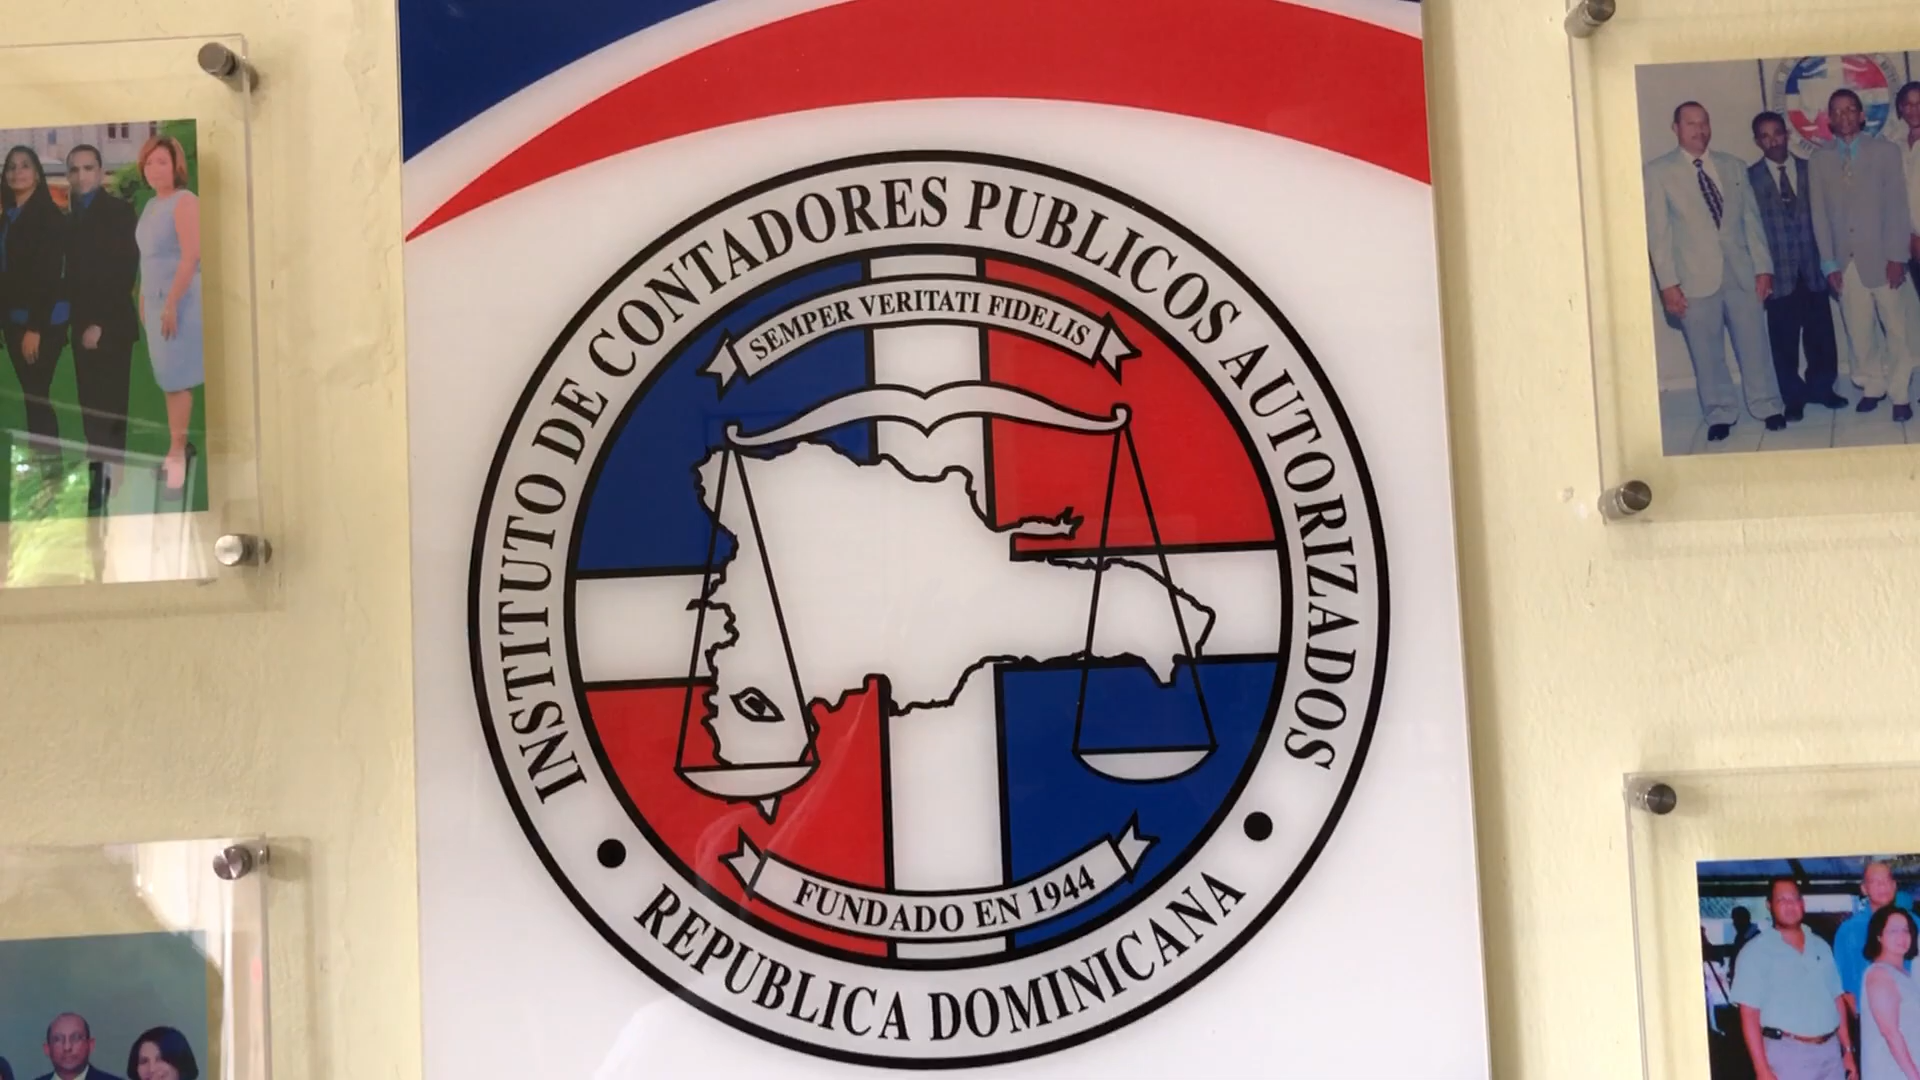 INSTITUTO DE CONTADORES PUBLICOS AUTORIZADOS
SEMPER VERITATI FIDELIS
FUNDADO EN 1944
REPUBLICA DOMINICANA